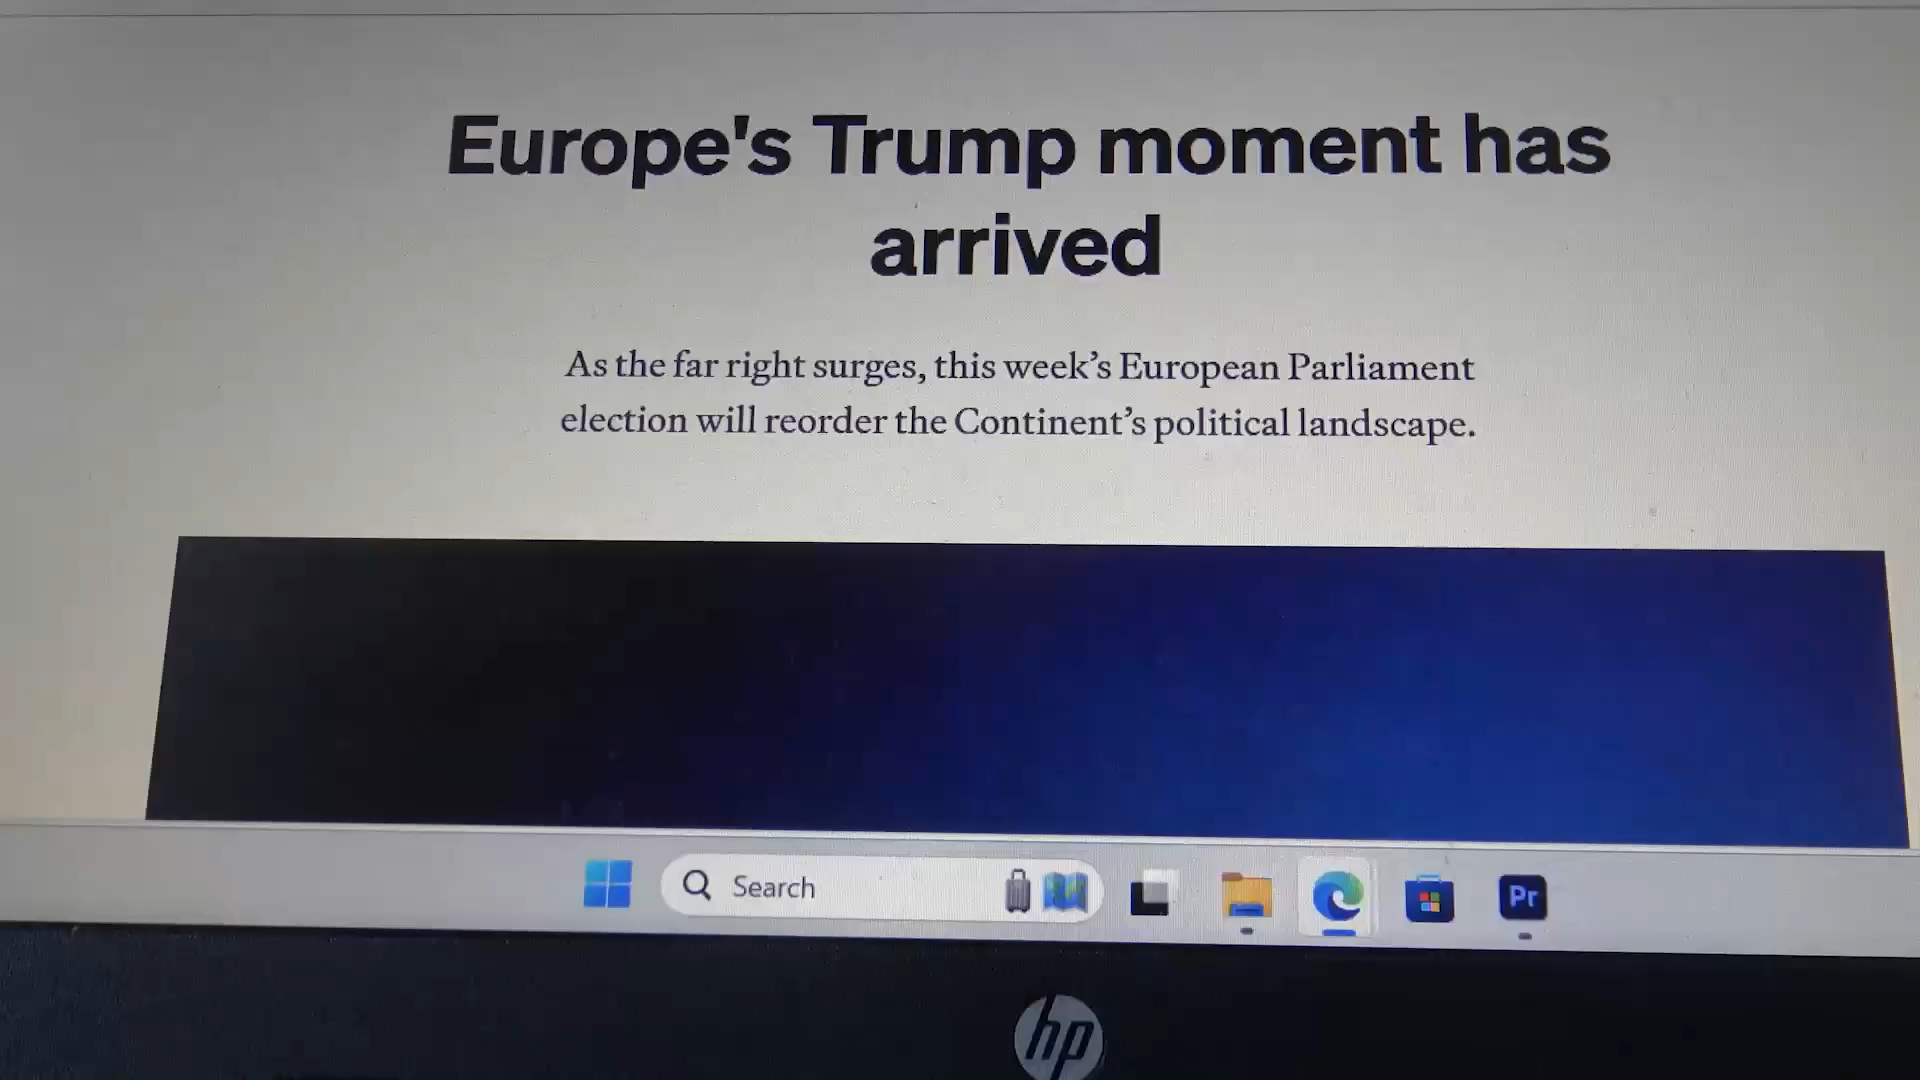 Europe's Trump moment has
arrived
As the far right surges, this week’s European Parliament
election will reorder the Continent’s political landscape.
Search
Pr
hp